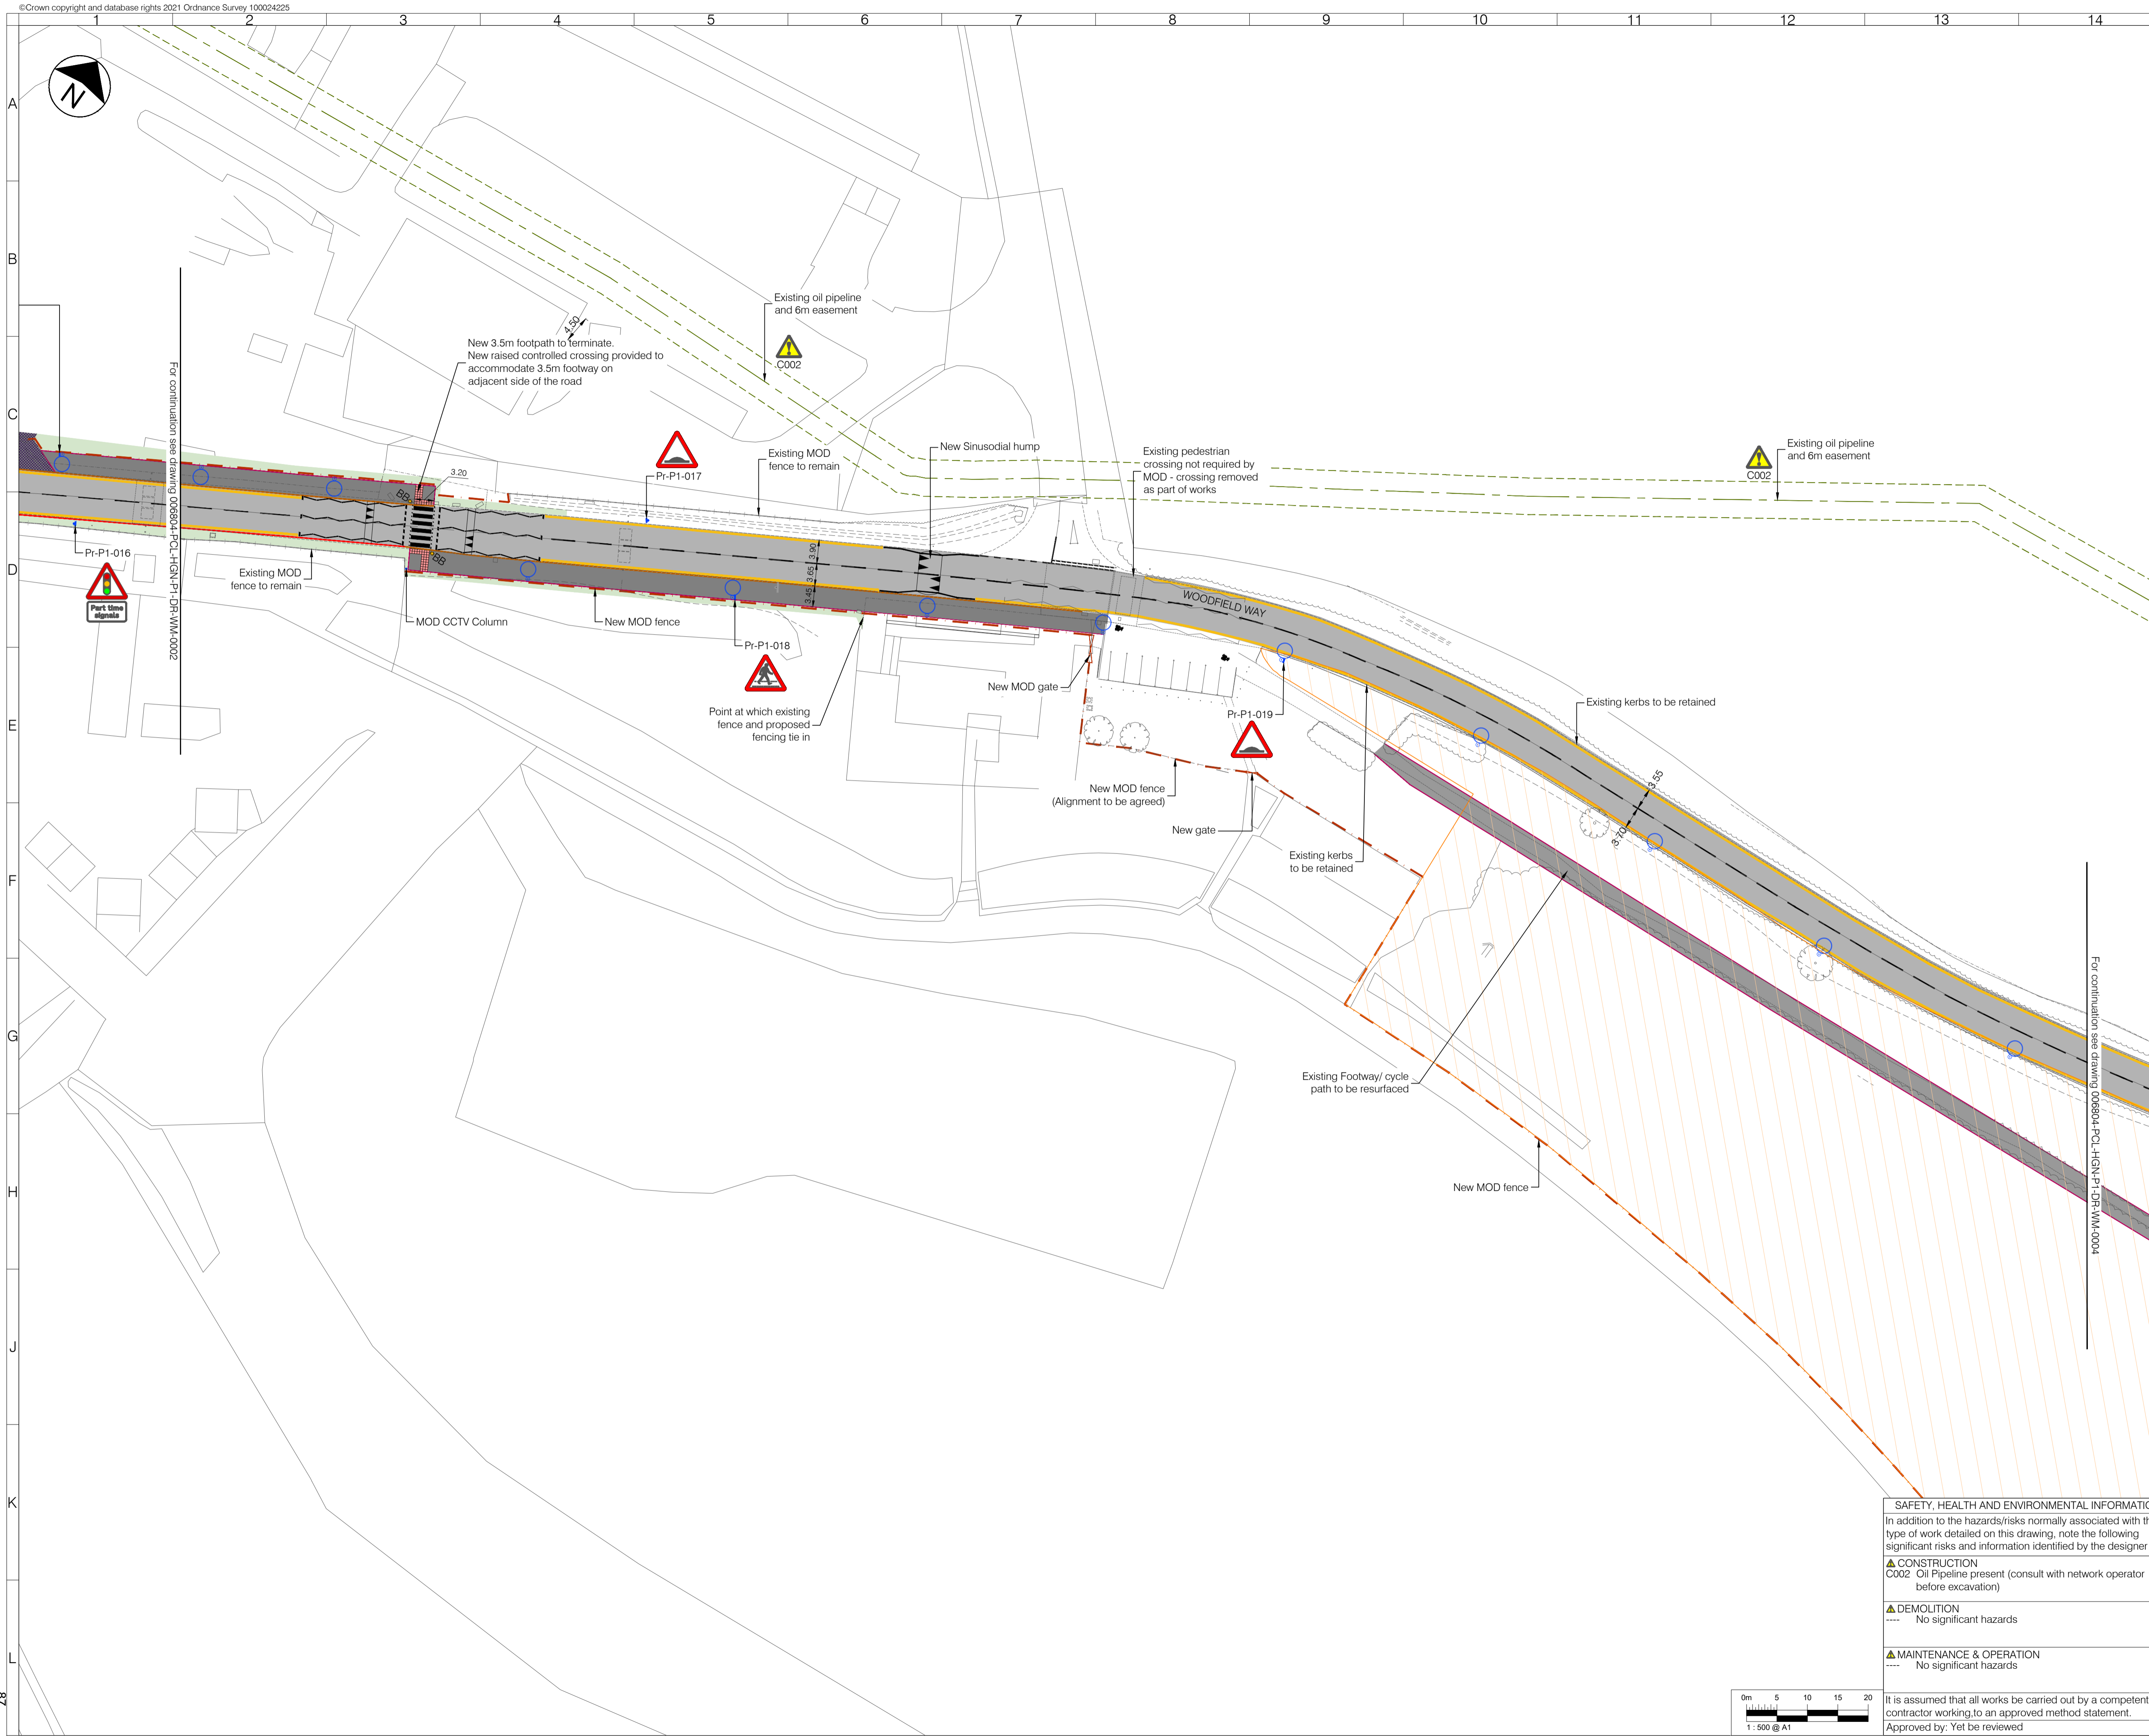 ©Crown copyright and database rights 2021 Ordnance Survey 100024225
1 2 3 4 5 6 7 8 9 10 11 12 13 14
A
B
C
D
E
F
G
H
J
K
L
N
For continuation see drawing 006804-PCL-HGN-P1-DR-WM-0002
Existing oil pipeline
and 6m easement
C002
4.50
New 3.5m footpath to terminate.
New raised controlled crossing provided to
accommodate 3.5m footway on
adjacent side of the road
3.20
BB
BB
Pr-P1-017
Existing MOD
fence to remain
New Sinusodial hump
Existing pedestrian
crossing not required by
MOD - crossing removed
as part of works
Existing oil pipeline
and 6m easement
C002
Pr-P1-016
Part time
signals
Existing MOD
fence to remain
MOD CCTV Column
New MOD fence
3.90
3.65
3.45
Pr-P1-018
WOODFIELD WAY
Point at which existing
fence and proposed
fencing tie in
New MOD gate
Pr-P1-019
Existing kerbs to be retained
New MOD fence
(Alignment to be agreed)
New gate
3.55
3.70
Existing kerbs
to be retained
Existing Footway/ cycle
path to be resurfaced
New MOD fence
For continuation see drawing 006804-PCL-HGN-P1-DR-WM-0004
SAFETY, HEALTH AND ENVIRONMENTAL INFORMATIO
In addition to the hazards/risks normally associated with th
type of work detailed on this drawing, note the following
significant risks and information identified by the designer
CONSTRUCTION
C002 Oil Pipeline present (consult with network operator
before excavation)
DEMOLITION
---- No significant hazards
MAINTENANCE & OPERATION
---- No significant hazards
It is assumed that all works be carried out by a competent
contractor working,to an approved method statement.
Approved by: Yet be reviewed
0m 5 10 15 20
1 : 500 @ A1
87